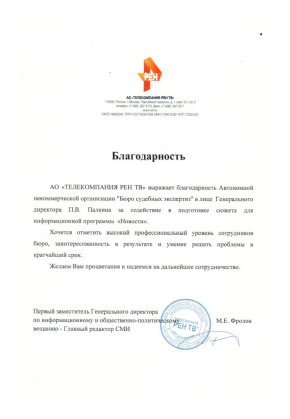 РЕН
АО «ТЕЛЕКОМПАНИЯ РЕН ТВ»
Благодарность
АО «ТЕЛЕКОМПАНИЯ РЕН ТВ» выражает благодарность Автономной
некоммерческой организации "Бюро судебных экспертиз" в лице Генерального
директора П.В. Палкина за содействие в подготовке сюжета для
информационной программы «Новости».
Хочется отметить высокий профессиональный уровень сотрудников
бюро, заинтересованность в результате и умение решать проблемы в
кратчайший срок.
Желаем Вам процветания и надеемся на дальнейшее сотрудничество.
Первый заместитель Генерального директора
по информационному и общественно-политическому
вещанию - Главный редактор СМИ
М.Е. Фролов
РЕН ТВ